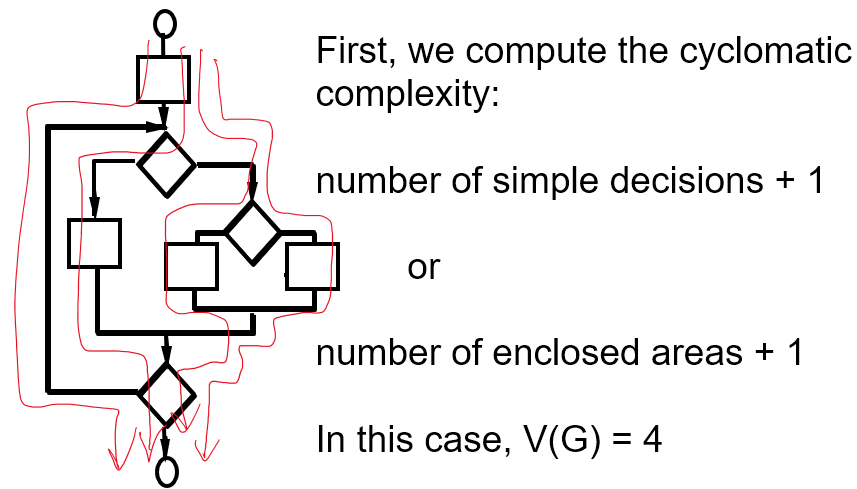 First, we compute the cyclomatic
complexity:
number of simple decisions + 1
or
number of enclosed areas + 1
In this case, V(G) = 4